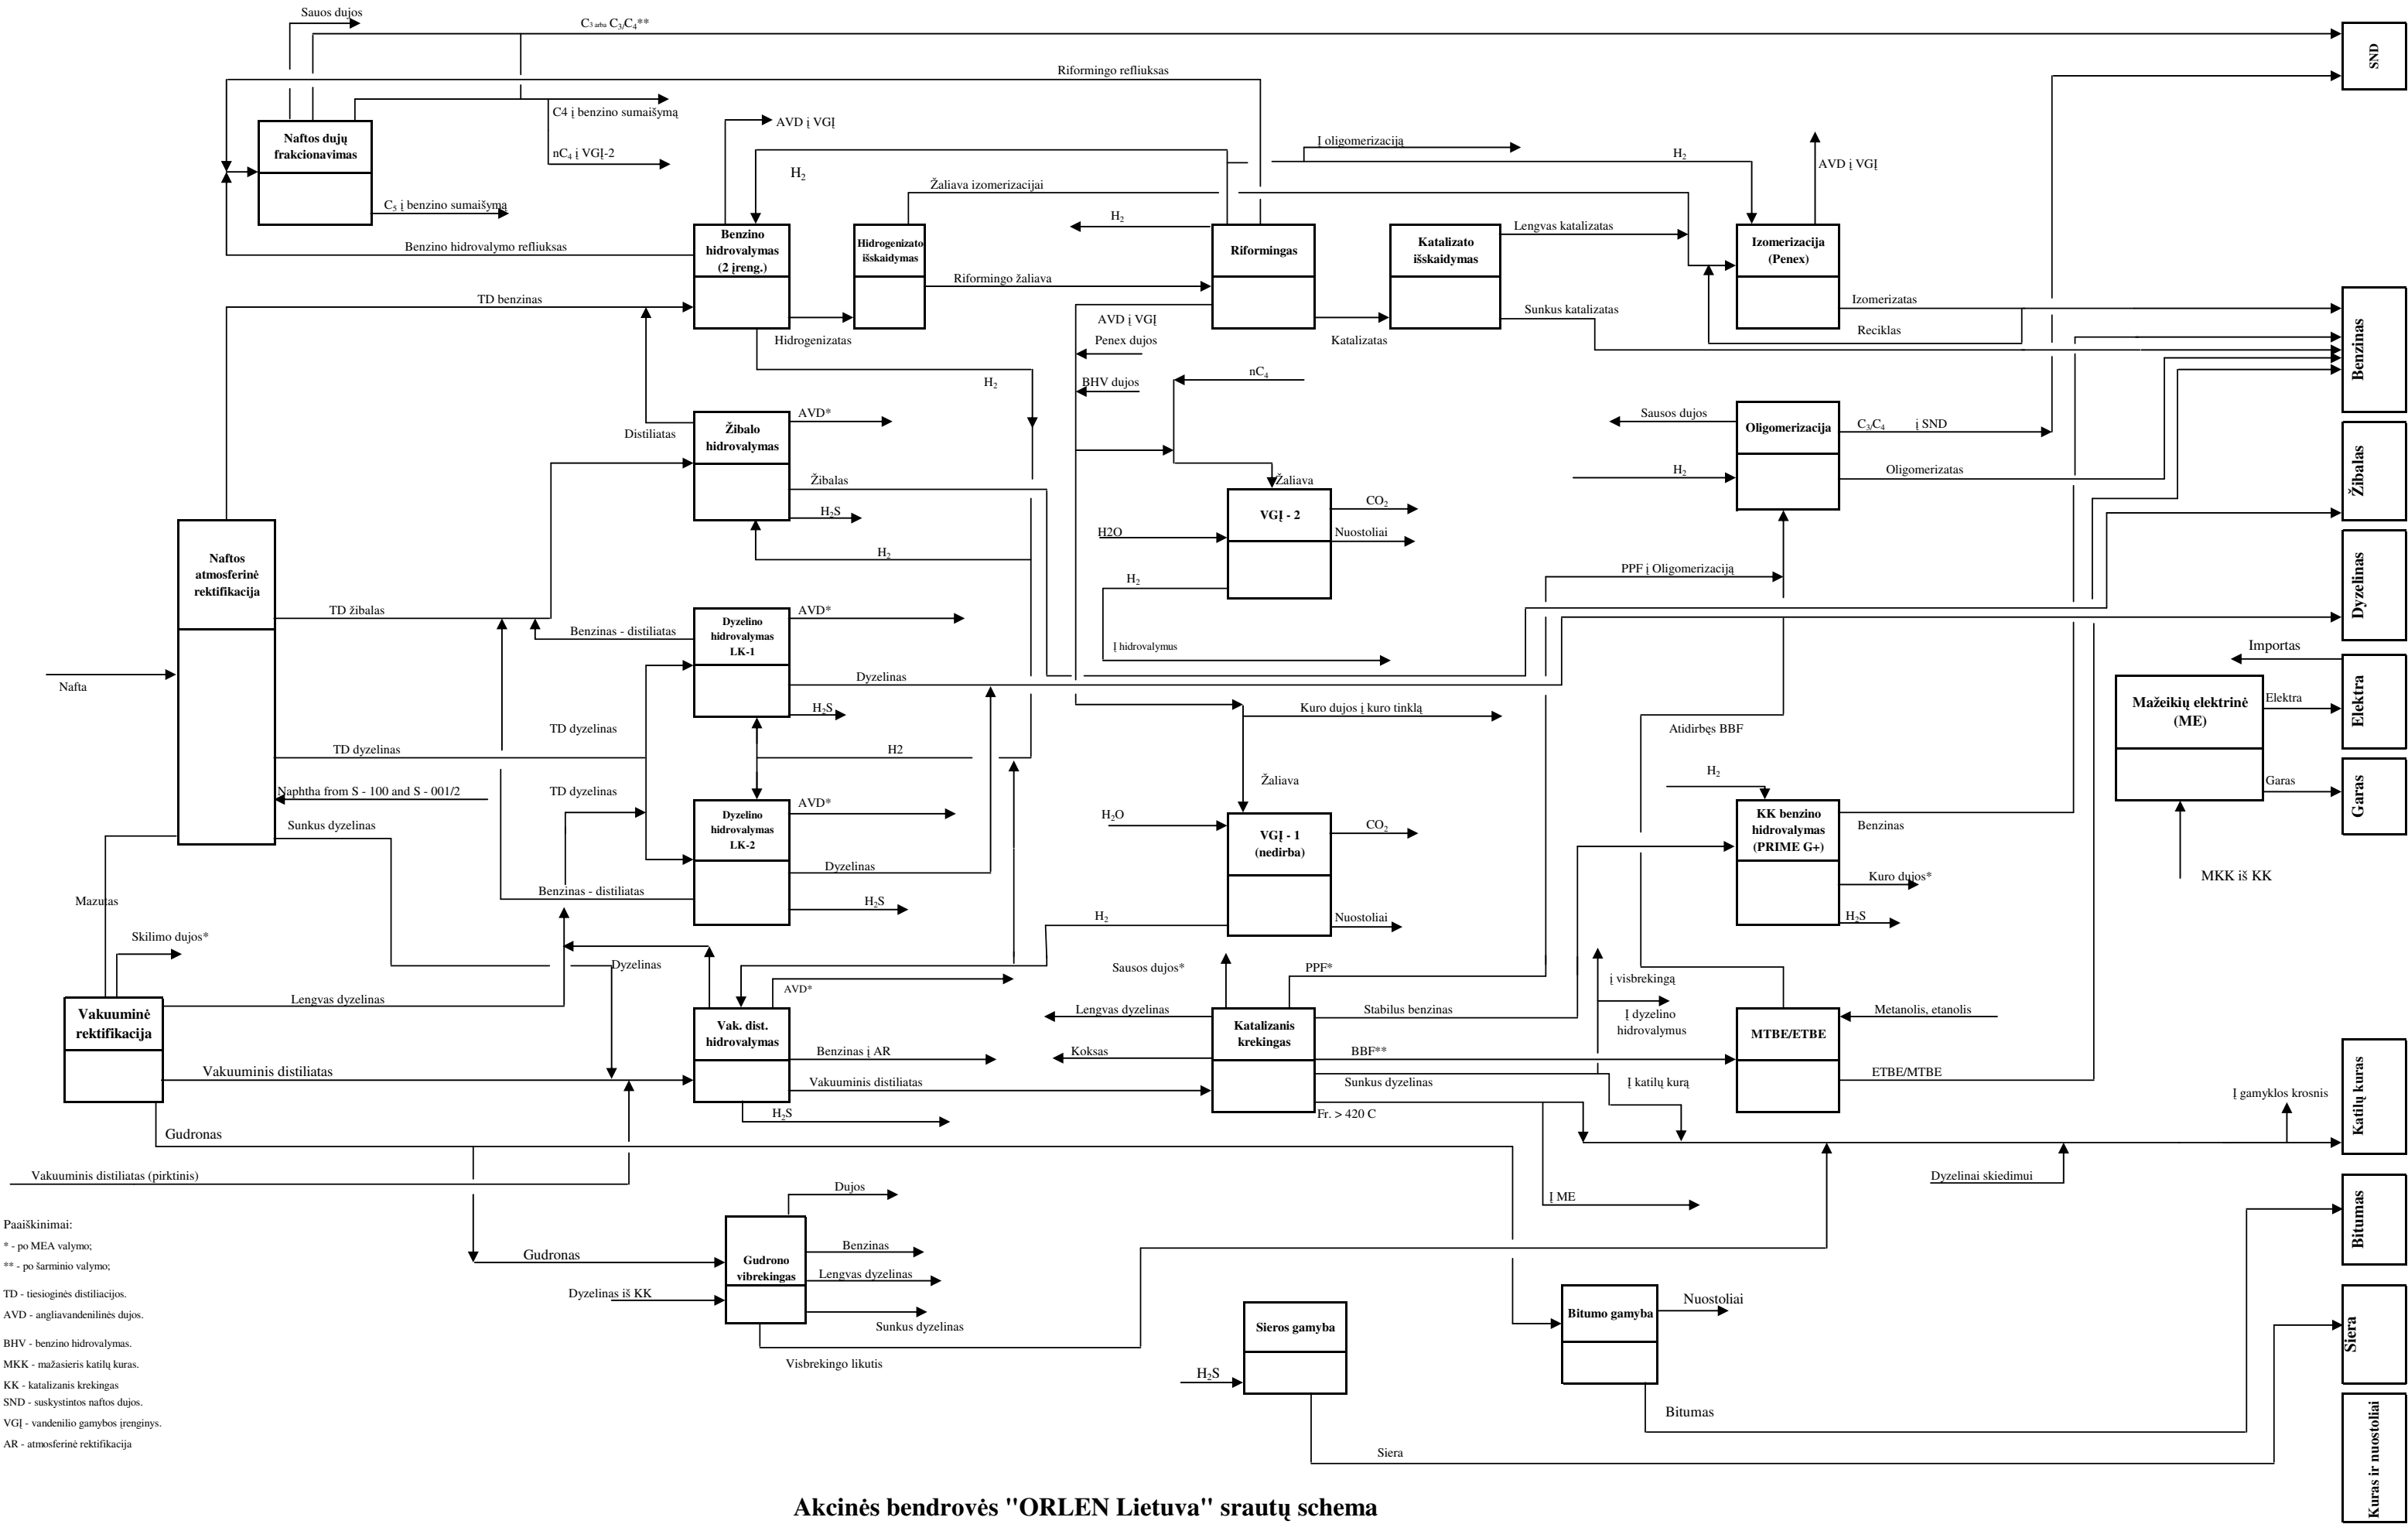 Sauos dujos
C3 arba C3/C4**
SND
Riformingo refliuksas
C4 į benzino sumaišymą
nC4 į VGĮ-2
Naftos dujų
frakcionavimas
C5 į benzino sumaišymą
AVD į VGĮ
H2
Į oligomerizaciją
H2
AVD į VGĮ
Žaliava izomerizacijai
H2
Lengvas katalizatas
Benzino hidrovalymo refliuksas
Benzino
hidrovalymas
(2 įreng.)
Hidrogenizato
išskaidymas
Riformingas
Katalizato
išskaidymas
Izomerizacija
(Penex)
Riformingo žaliava
TD benzinas
Izomerizatas
Sunkus katalizatas
Reciklas
Hidrogenizatas
AVD į VGĮ
Penex dujos
Katalizatas
Benzinas
H2
BHV dujos
nC4
Distiliatas
Žibalo
hidrovalymas
AVD*
Sausos dujos
Oligomerizacija
C3/C4 į SND
Žibalas
H2S
H2
Žaliava
VGĮ - 2
CO2
Nuostoliai
H2O
H2
Į hidrovalymus
H2
Oligomerizatas
Žibalas
Naftos
atmosferinė
rektifikacija
PPF į Oligomerizaciją
Dyzelinas
TD žibalas
Benzinas - distiliatas
Dyzelino
hidrovalymas
LK-1
AVD*
Dyzelinas
H2S
Nafta
Importas
Mažeikių elektrinė
(ME)
Elektra
Elektra
Kuro dujos į kuro tinklą
Atidirbęs BBF
TD dyzelinas
TD dyzelinas
H2
Naphtha from S - 100 and S - 001/2
TD dyzelinas
Sunkus dyzelinas
Žaliava
H2
Garas
Garas
Dyzelino
hidrovalymas
LK-2
AVD*
Dyzelinas
H2S
Benzinas - distiliatas
H2O
VGĮ - 1
(nedirba)
CO2
Nuostoliai
H2
KK benzino
hidrovalymas
(PRIME G+)
Benzinas
Kuro dujos*
H2S
MKK iš KK
Mazutas
Skilimo dujos*
Dyzelinas
Lengvas dyzelinas
AVD*
Sausos dujos*
PPF*
į visbrekingą
Vakuuminė
rektifikacija
Vak. dist.
hidrovalymas
Lengvas dyzelinas
Katalizanis
krekingas
Stabilus benzinas
Į dyzelino
hidrovalymus
MTBE/ETBE
Metanolis, etanolis
Benzinas į AR
Koksas
BBF**
Vakuuminis distiliatas
Vakuuminis distiliatas
Sunkus dyzelinas
Į katilų kurą
ETBE/MTBE
H2S
Fr. > 420 C
Į gamyklos krosnis
Katilų kuras
Gudronas
Vakuuminis distiliatas (pirktinis)
Dyzelinai skiedimui
Į ME
Dujos
Bitumas
Paaiškinimai:
* - po MEA valymo;
** - po šarminio valymo;
TD - tiesioginės distiliacijos.
AVD - angliavandenilinės dujos.
BHV - benzino hidrovalymas.
MKK - mažasieris katilų kuras.
KK - katalizanis krekingas
SND - suskystintos naftos dujos.
VGĮ - vandenilio gamybos įrenginys.
AR - atmosferinė rektifikacija
Gudronas
Gudrono
vibrekingas
Benzinas
Lengvas dyzelinas
Dyzelinas iš KK
Sunkus dyzelinas
Visbrekingo likutis
Sieros gamyba
H2S
Bitumo gamyba
Nuostoliai
Siera
Bitumas
Siera
Kuras ir nuostoliai
Akcinės bendrovės "ORLEN Lietuva" srautų schema